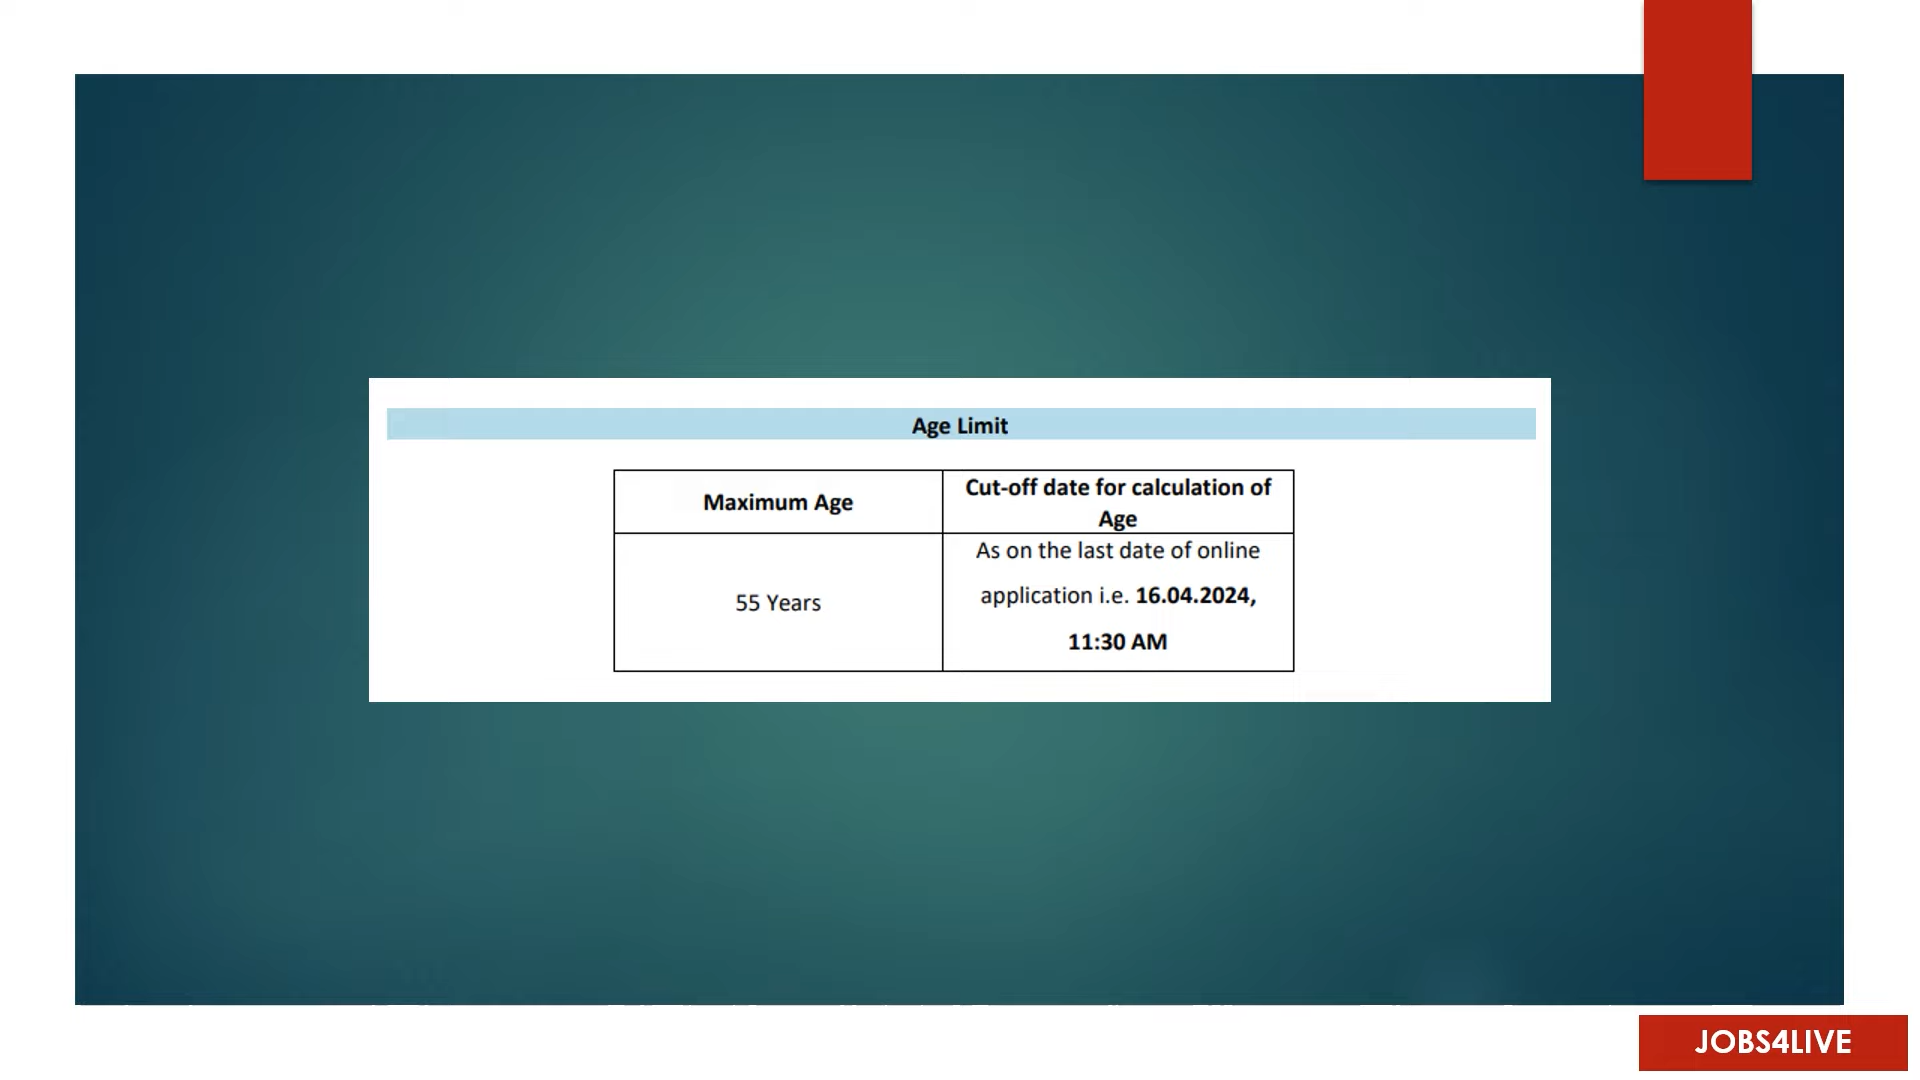 Age Limit
Maximum Age
Cut-off date for calculation of
Age
55 Years
As on the last date of online
application i.e. 16.04.2024,
11:30 AM
JOBS4LIVE